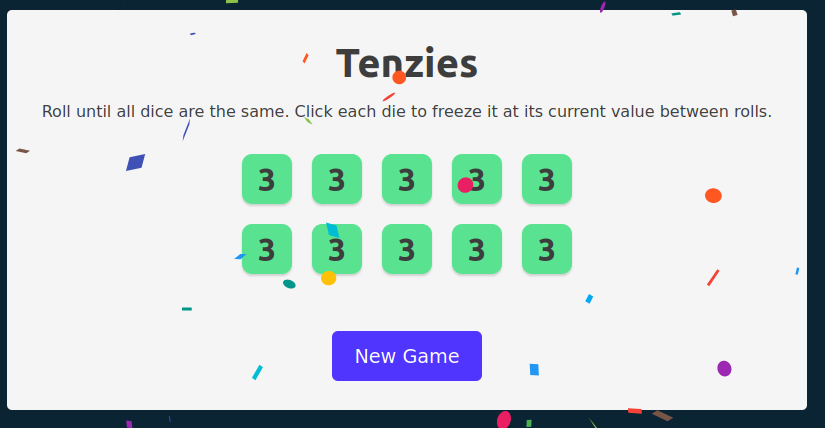 Tenzies
Roll until all dice are the same. Click each die to freeze it at its current value between rolls.
3 3 3 3 3
3 3 3 3 3
New Game